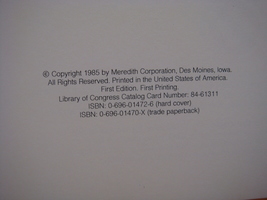 © Copyright 1985 by Meredith Corporation, Des Moines, Iowa.
All Rights Reserved. Printed in the United States of America.
First Edition. First Printing.
Library of Congress Catalog Card Number: 84-61311
ISBN: 0-696-01472-6 (hard cover)
ISBN: 0-696-01470-X (trade paperback)